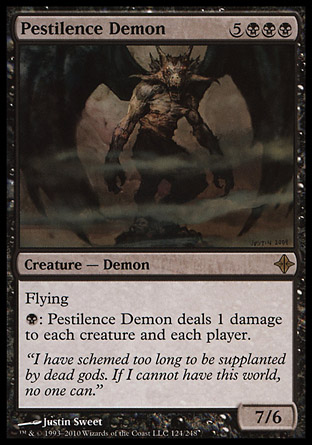 Pestilence Demon 5
Creature — Demon
Flying
: Pestilence Demon deals 1 damage
to each creature and each player.
“I have schemed too long to be supplanted
by dead gods. If I cannot have this world,
no one can.”
Justin Sweet
™ & © 1993–2010 Wizards of the Coast LLC 124/248
7/6